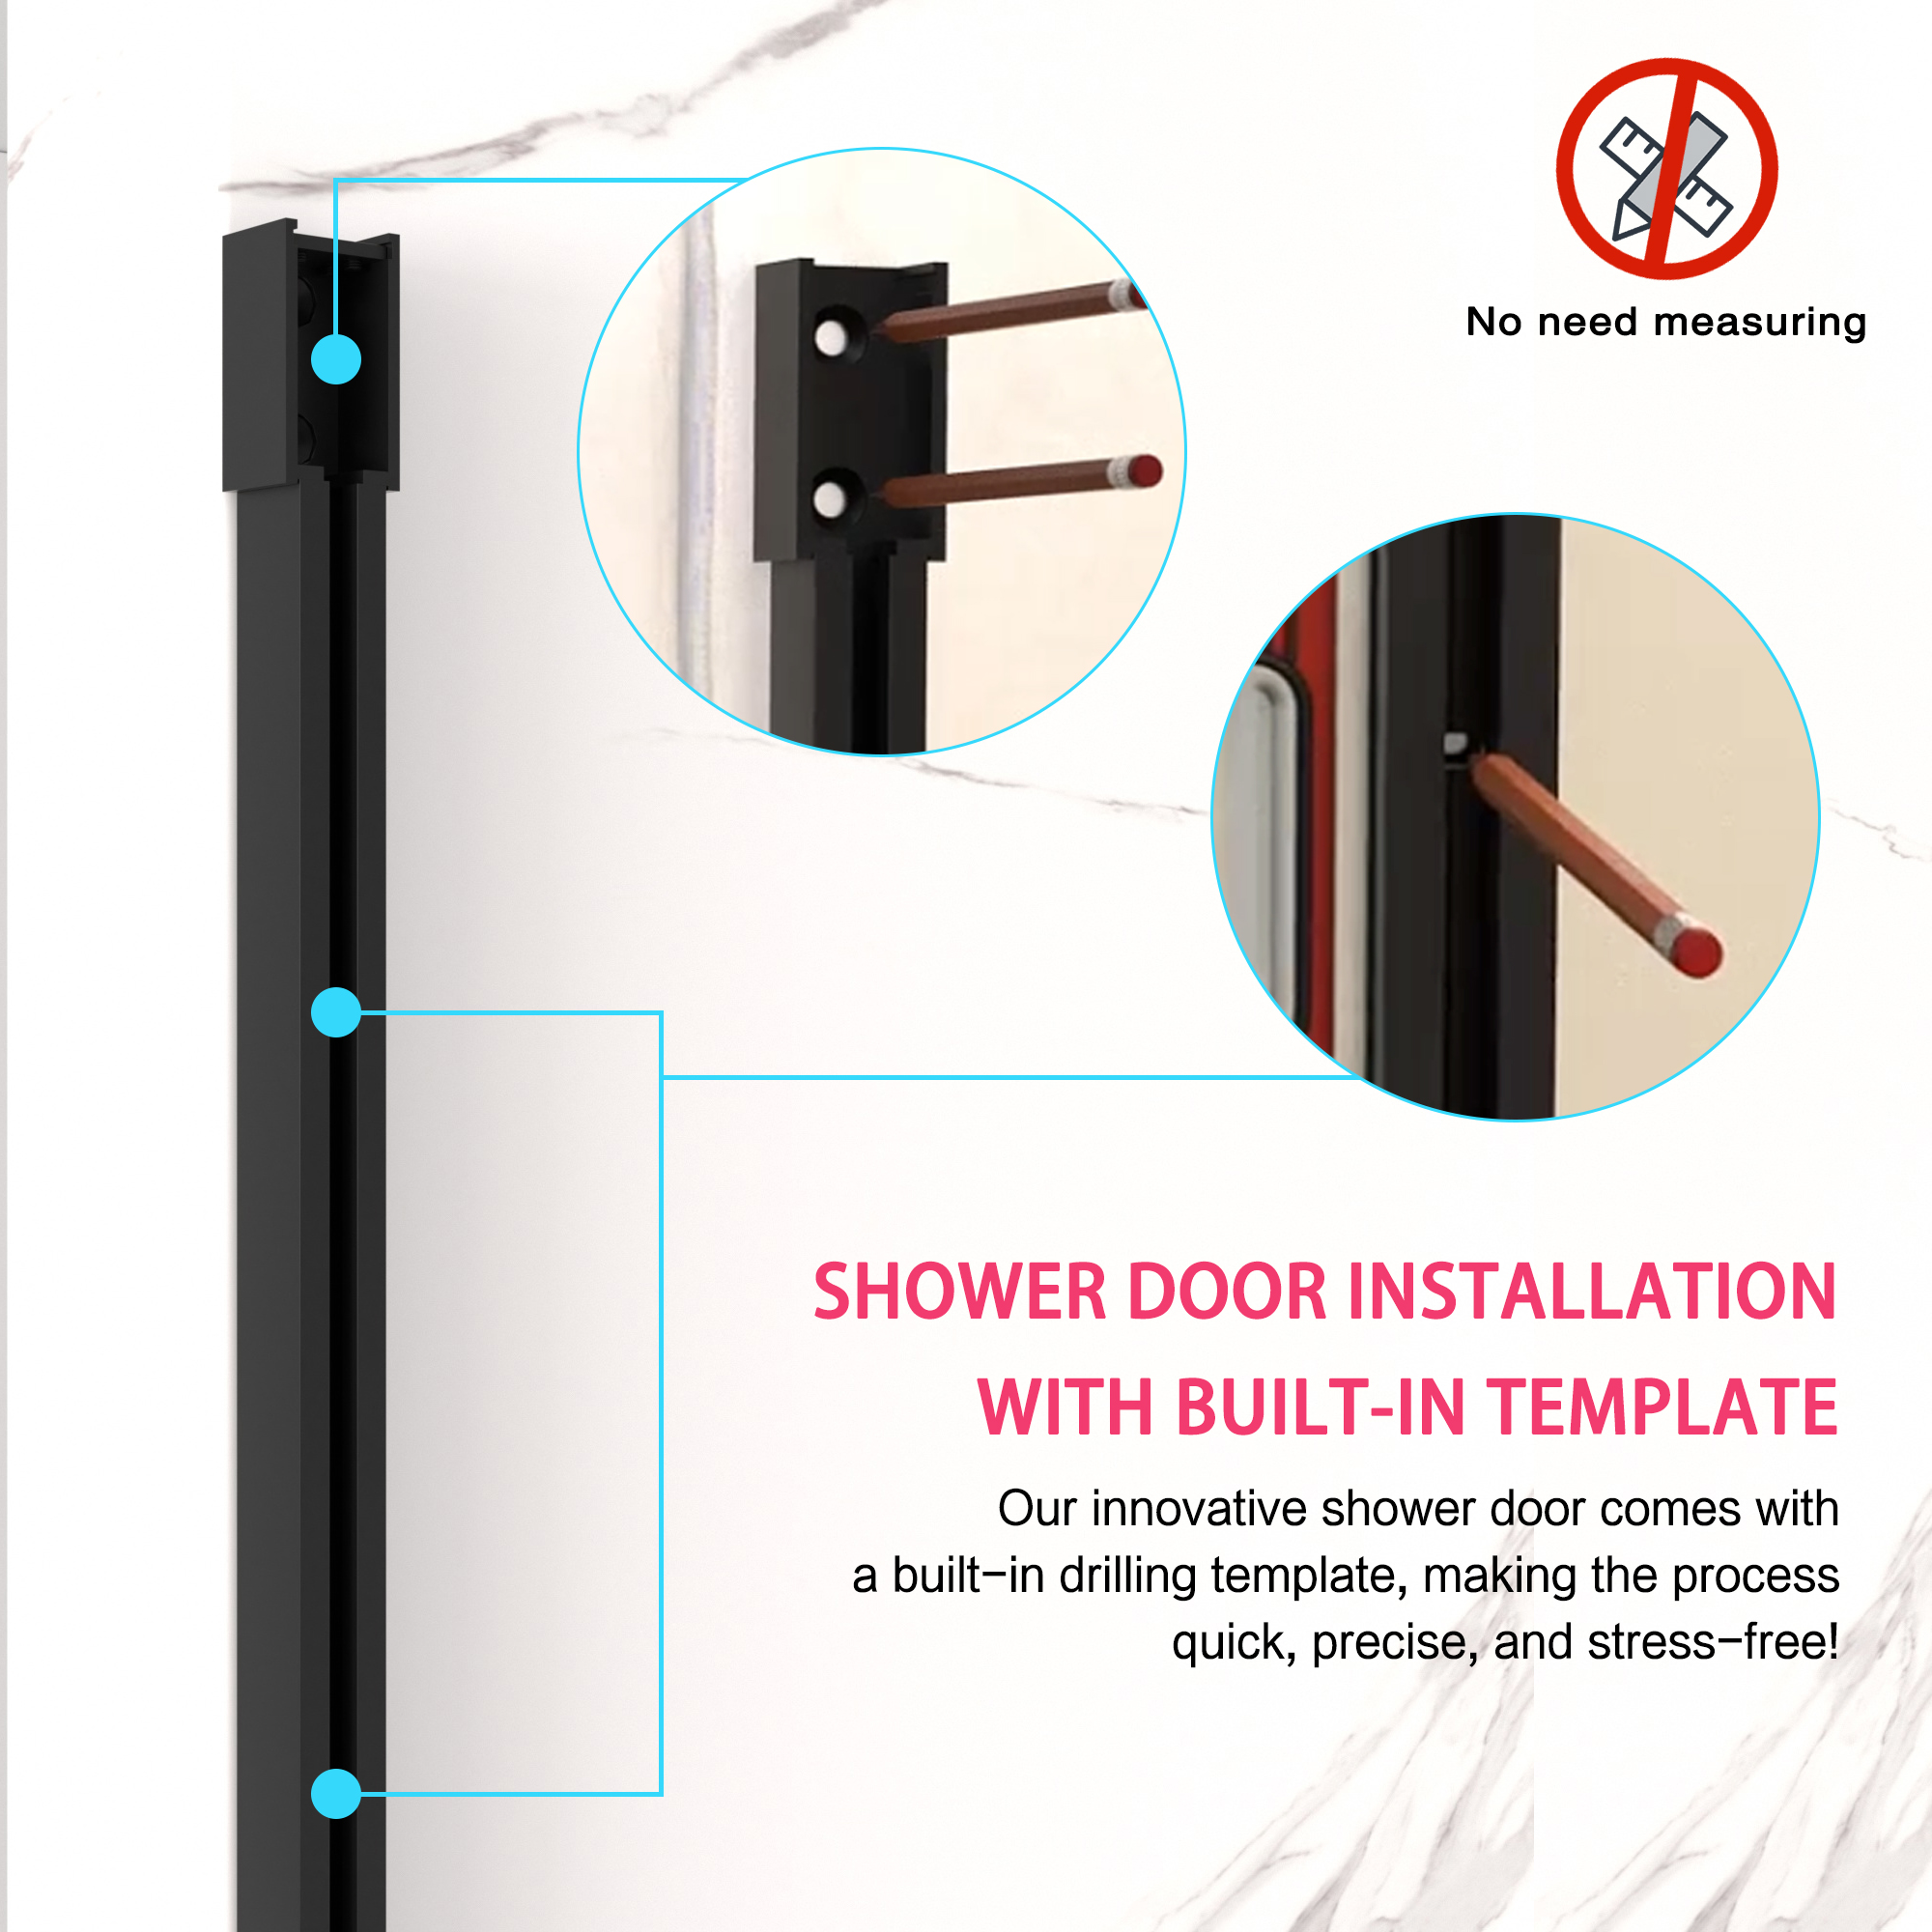 No need measuring
SHOWER DOOR INSTALLATION
WITH BUILT-IN TEMPLATE
Our innovative shower door comes with
a built-in drilling template, making the process
quick, precise, and stress-free!